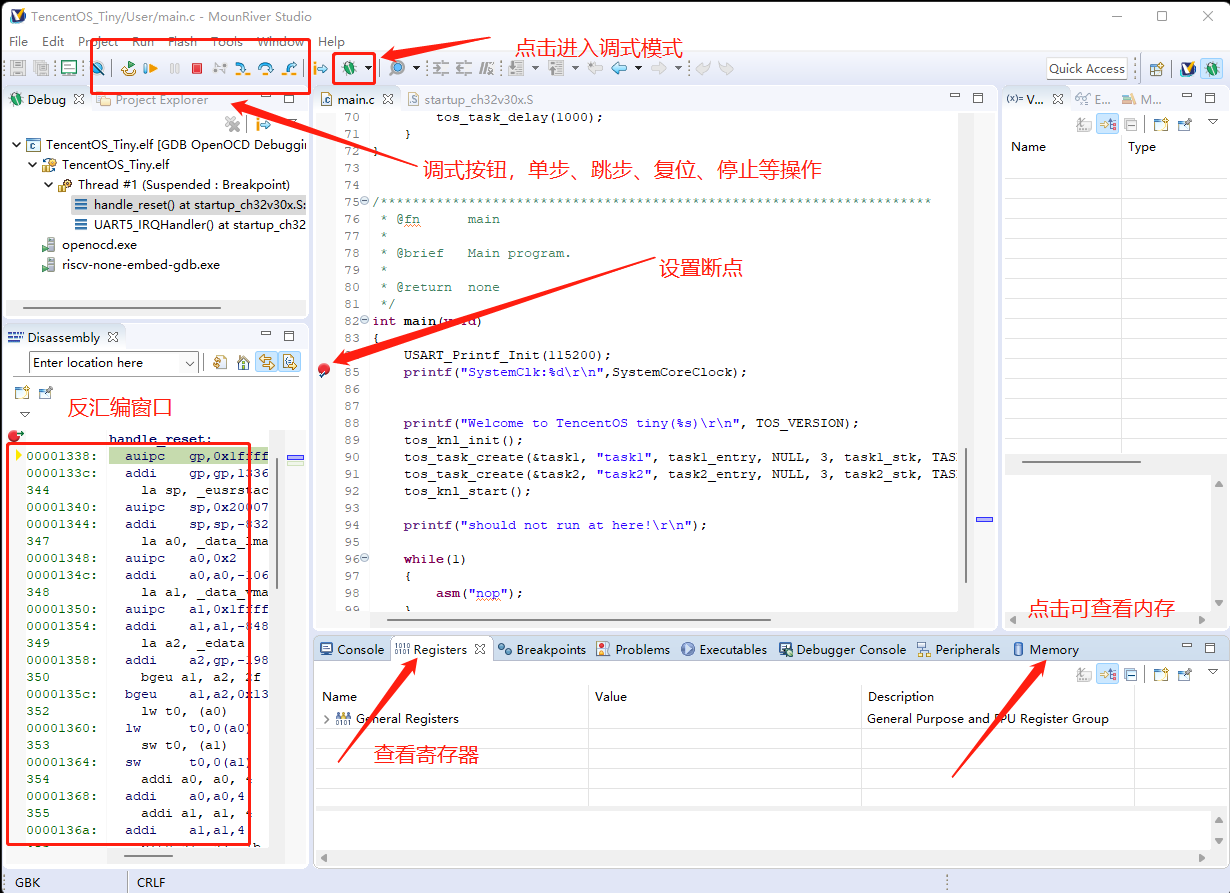 TencentOS_Tiny/User/main.c - MounRiver Studio
File Edit Project Run Flash Tools Window Help
点击进入调式模式
Quick Access
Debug
Project Explorer
TencentOS_Tiny.elf [GDB OpenOCD Debuggin
TencentOS_Tiny.elf
Thread #1 (Suspended : Breakpoint)
handle_reset() at startup_ch32v30x.S:
UART5_IRQHandler() at startup_ch32
openocd.exe
riscv-none-embed-gdb.exe
main.c
startup_ch32v30x.S
调式按钮，单步、跳步、复位、停止等操作
70 tos_task_delay(1000);
71 }
72 }
73
74
75 /*********************************************************************
76 * @fn main
77 *
78 * @brief Main program.
79 *
80 * @return none
81 */
设置断点
82 int main(void)
83 {
USART_Printf_Init(115200);
85 printf("SystemClk:%d\r\n",SystemCoreClock);
86
87
88 printf("Welcome to TencentOS tiny(%s)\r\n", TOS_VERSION);
89 tos_knl_init();
90 tos_task_create(&task1, "task1", task1_entry, NULL, 3, task1_stk, TAS
91 tos_task_create(&task2, "task2", task2_entry, NULL, 3, task2_stk, TAS
92 tos_knl_start();
93
94 printf("should not run at here!\r\n");
95
96 while(1)
97 {
98 asm("nop");
99 }
(x)= V...
E...
M...
Name Type
点击可查看内存
Disassembly
Enter location here
反汇编窗口
handle_reset:
00001338: auipc gp,0x1ffff
0000133c: addi gp,gp,1336
344 la sp, _eusrstac
00001340: auipc sp,0x20007
00001344: addi sp,sp,-832
347 la a0, _data_lma
00001348: auipc a0,0x2
0000134c: addi a0,a0,-106
348 la a1, _data_vma
00001350: auipc a1,0x1ffff
00001354: addi a1,a1,-848
349 la a2, _edata
00001358: addi a2,gp,-198
350 bgeu a1, a2, 2f
0000135c: bgeu a1,a2,0x13
352 lw t0, (a0)
00001360: lw t0,0(a0)
353 sw t0, (a1)
00001364: sw t0,0(a1)
354 addi a0, a0, 4
00001368: addi a0,a0,4
355 addi a1, a1, 4
0000136a: addi a1,a1,4
Console
Registers
Breakpoints
Problems
Executables
Debugger Console
Peripherals
Memory
Name Value Description
General Registers General Purpose and FPU Register Group
查看寄存器
GBK CRLF